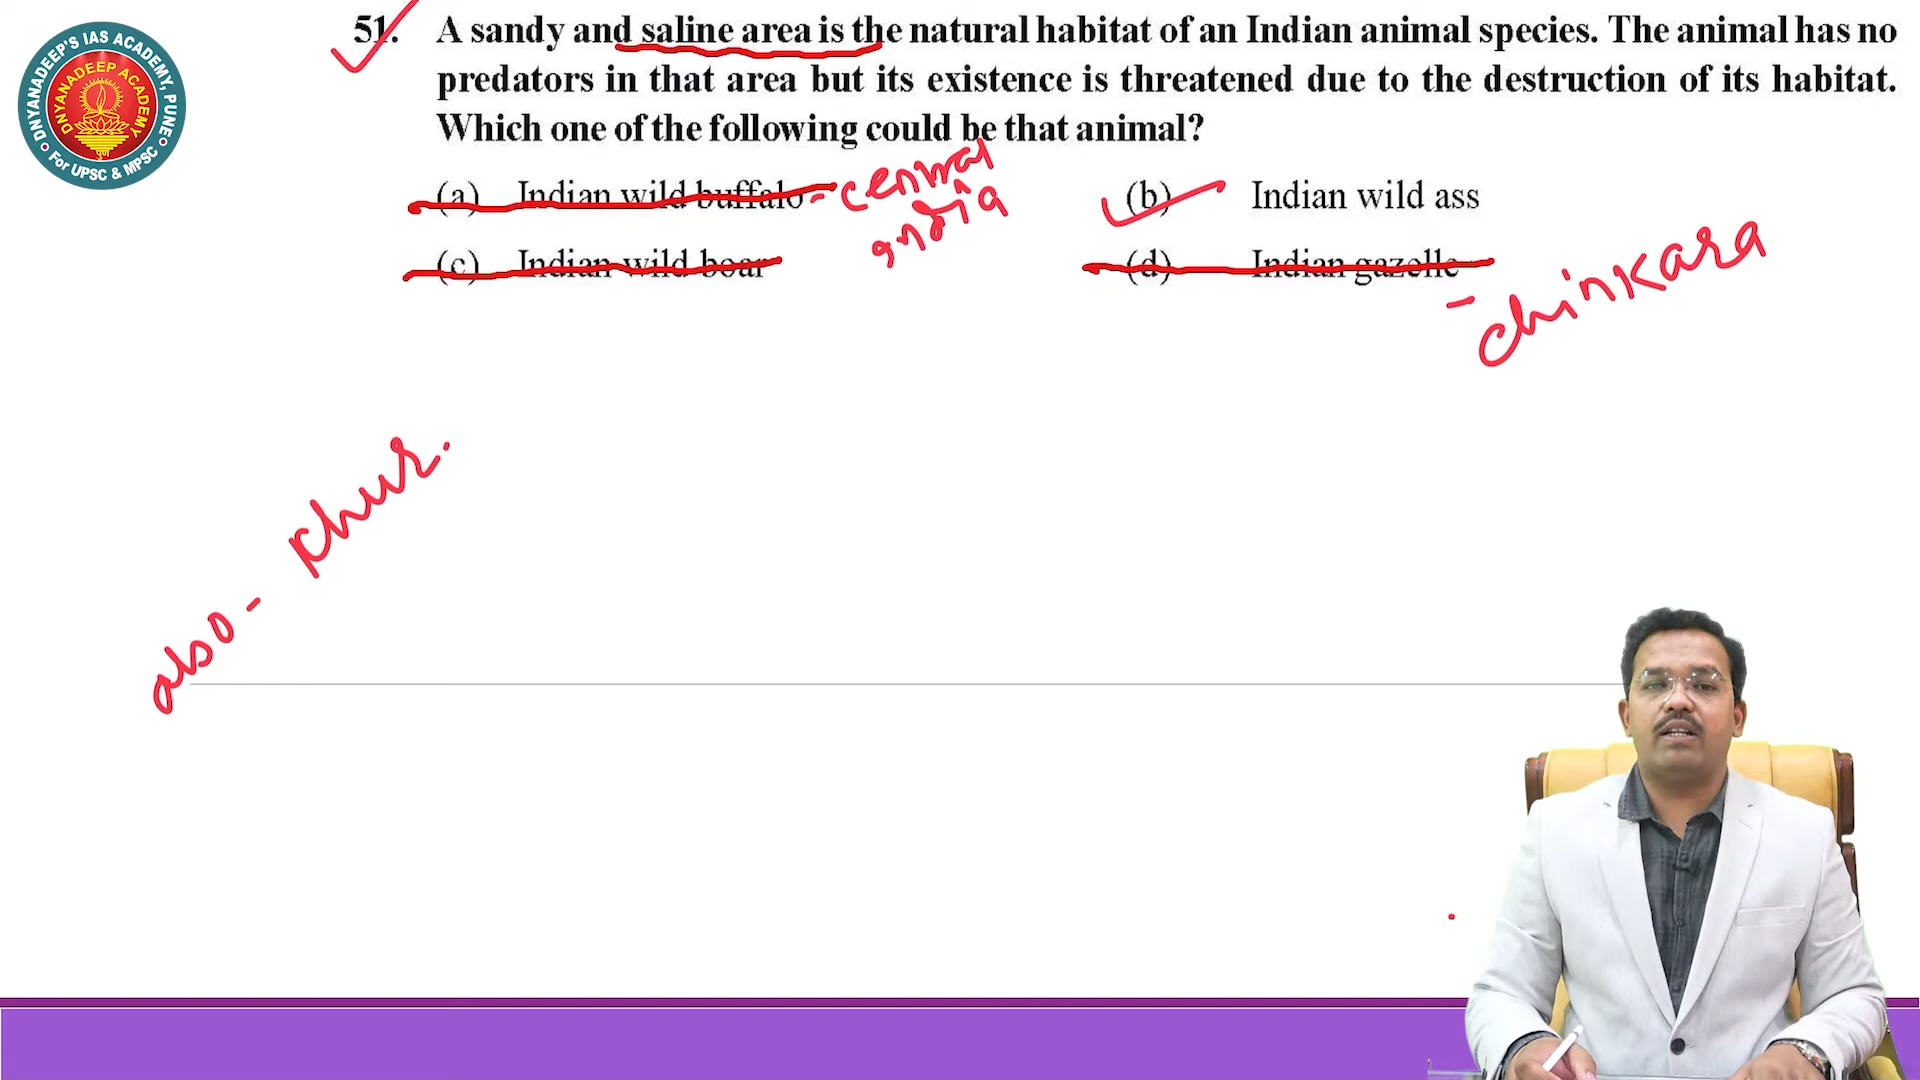 DNYANADEEP'S IAS ACADEMY, PUNE
DNYANADEEP ACADEMY
For UPSC & MPSC
51. A sandy and saline area is the natural habitat of an Indian animal species. The animal has no
predators in that area but its existence is threatened due to the destruction of its habitat.
Which one of the following could be that animal?
(a) Indian wild buffalo - central
india
(b) Indian wild ass
(c) Indian wild boar
(d) Indian gazelle
- chinkara
also - Khur.